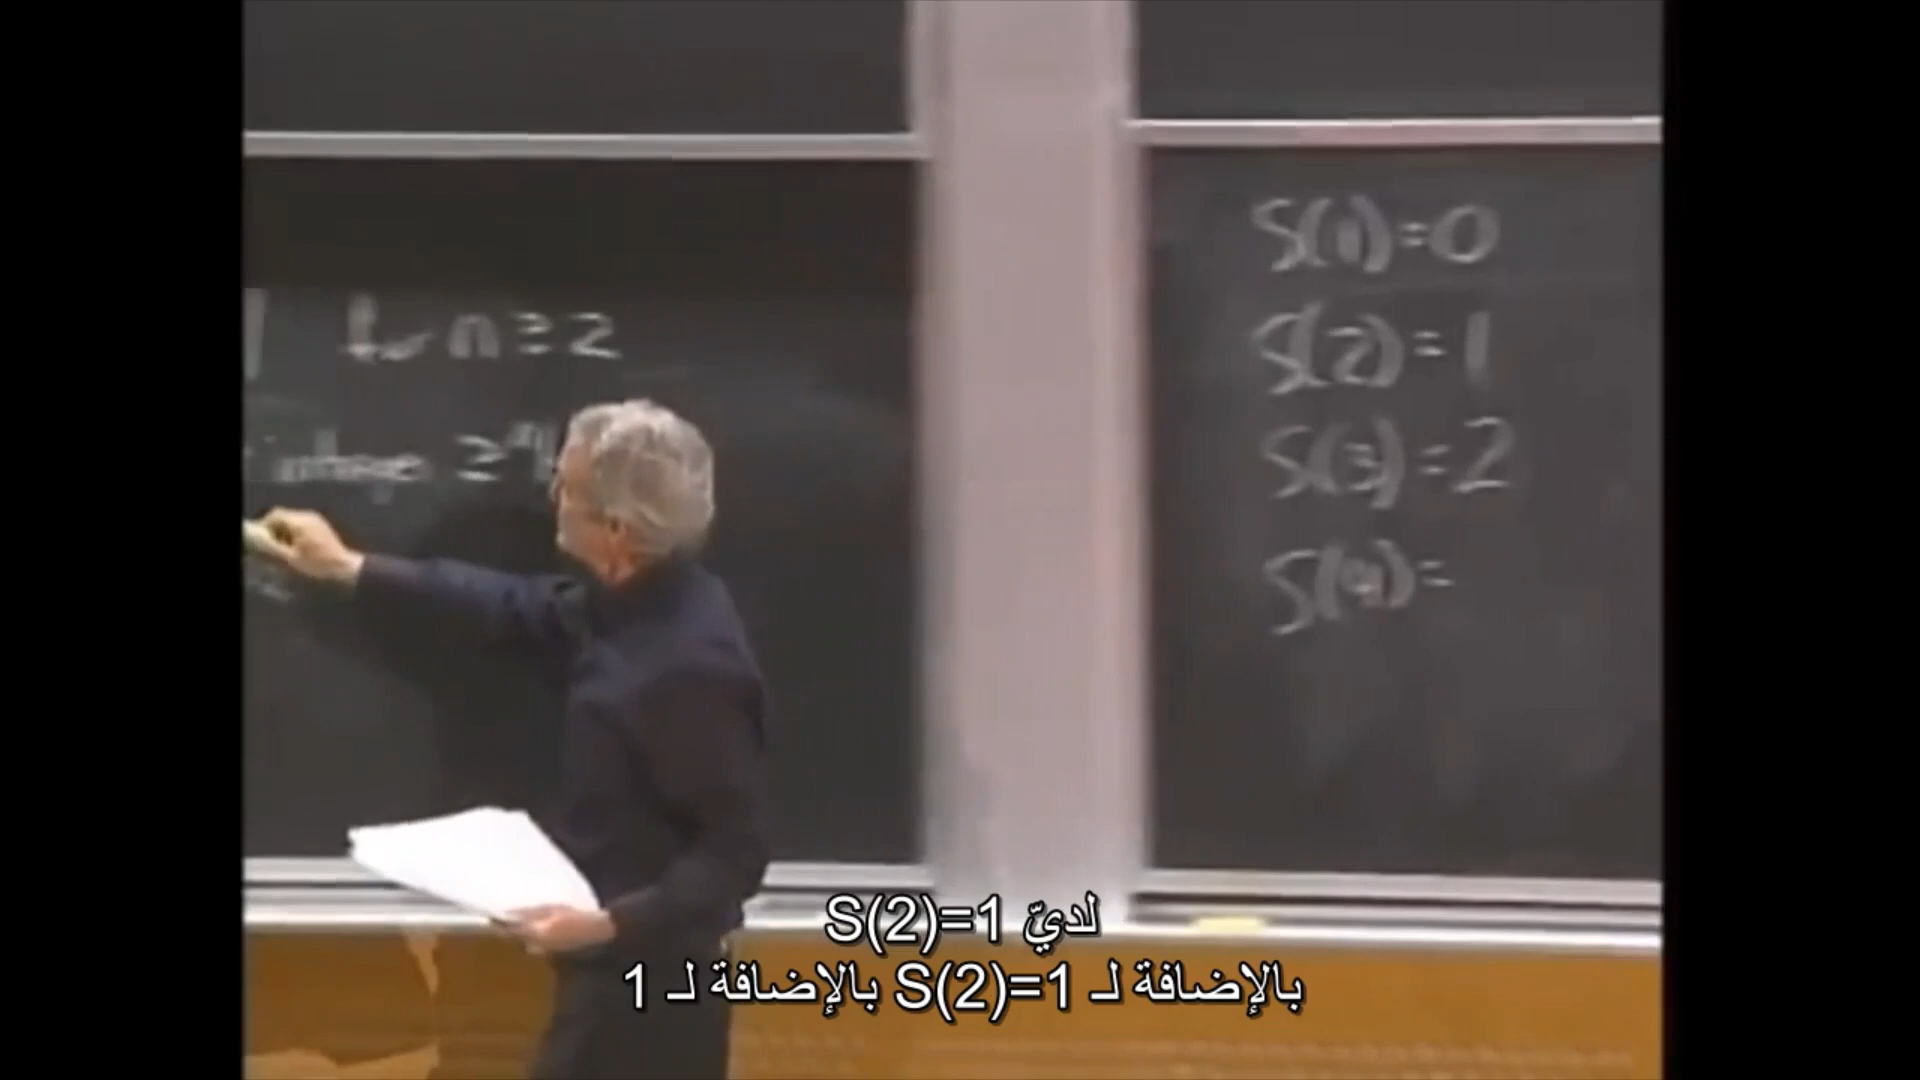 for n ≥ 2
integer ≥
S(1)=0
S(2)=1
S(3)=2
S(4)=
لديّ S(2)=1
بالإضافة لـ S(2)=1 بالإضافة لـ 1